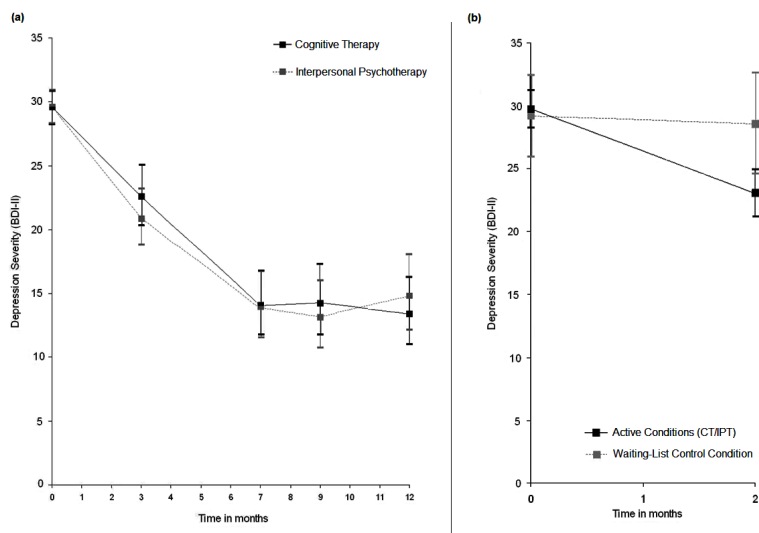 (a)
Cognitive Therapy
Interpersonal Psychotherapy
Depression Severity (BDI-II)
35
30
25
20
15
10
5
0
0 1 2 3 4 5 6 7 8 9 10 11 12
Time in months
(b)
Depression Severity (BDI-II)
35
30
25
20
15
10
5
0
Active Conditions (CT/IPT)
Waiting-List Control Condition
0 1 2
Time in months